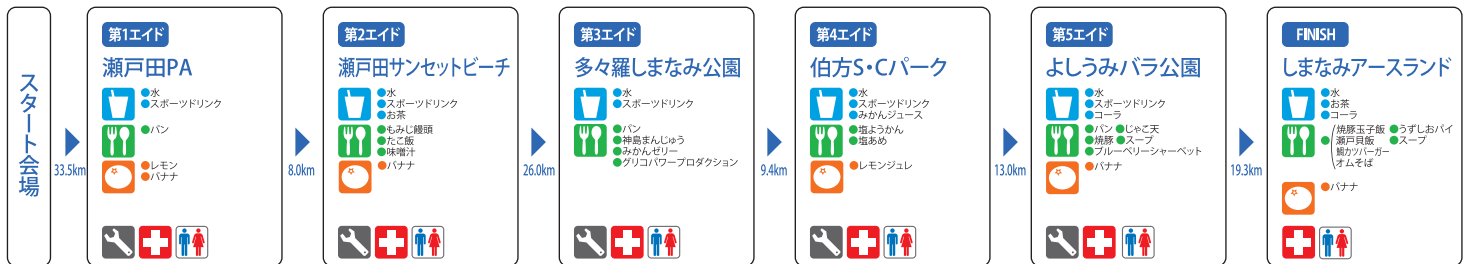 スタート会場
33.5km
第1エイド
瀬戸田PA
●水
●スポーツドリンク
●パン
●レモン
●バナナ
8.0km
第2エイド
瀬戸田サンセットビーチ
●水
●スポーツドリンク
●お茶
●もみじ饅頭
●たこ飯
●味噌汁
●バナナ
26.0km
第3エイド
多々羅しまなみ公園
●水
●スポーツドリンク
●パン
●神島まんじゅう
●みかんゼリー
●グリコパワープロダクション
9.4km
第4エイド
伯方S・Cパーク
●水
●スポーツドリンク
●みかんジュース
●塩ようかん
●塩あめ
●レモンジュレ
13.0km
第5エイド
よしうみバラ公園
●水
●スポーツドリンク
●コーラ
●パン ●じゃこ天
●焼豚 ●スープ
●ブルーベリーシャーベット
●バナナ
19.3km
FINISH
しまなみアースランド
●水
●お茶
●コーラ
焼豚玉子飯 ●うずしおパイ
●瀬戸貝飯 ●スープ
鯛カツバーガー
オムそば
●バナナ